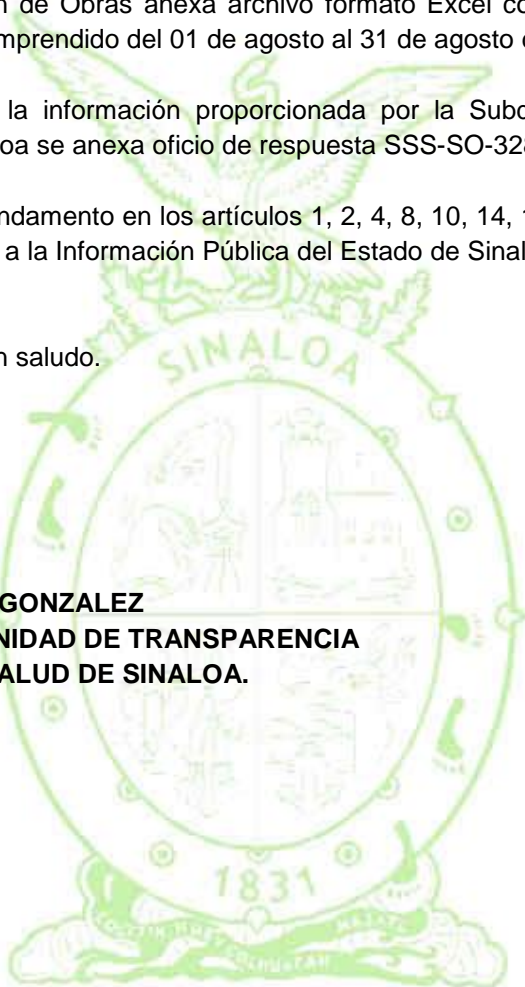 n de Obras anexa archivo formato Excel co
mprendido del 01 de agosto al 31 de agosto
la información proporcionada por la Subd
oa se anexa oficio de respuesta SSS-SO-328
ndamento en los artículos 1, 2, 4, 8, 10, 14,
a la Información Pública del Estado de Sinal
n saludo.
SINALOA
GONZALEZ
NIDAD DE TRANSPARENCIA
ALUD DE SINALOA.
1831